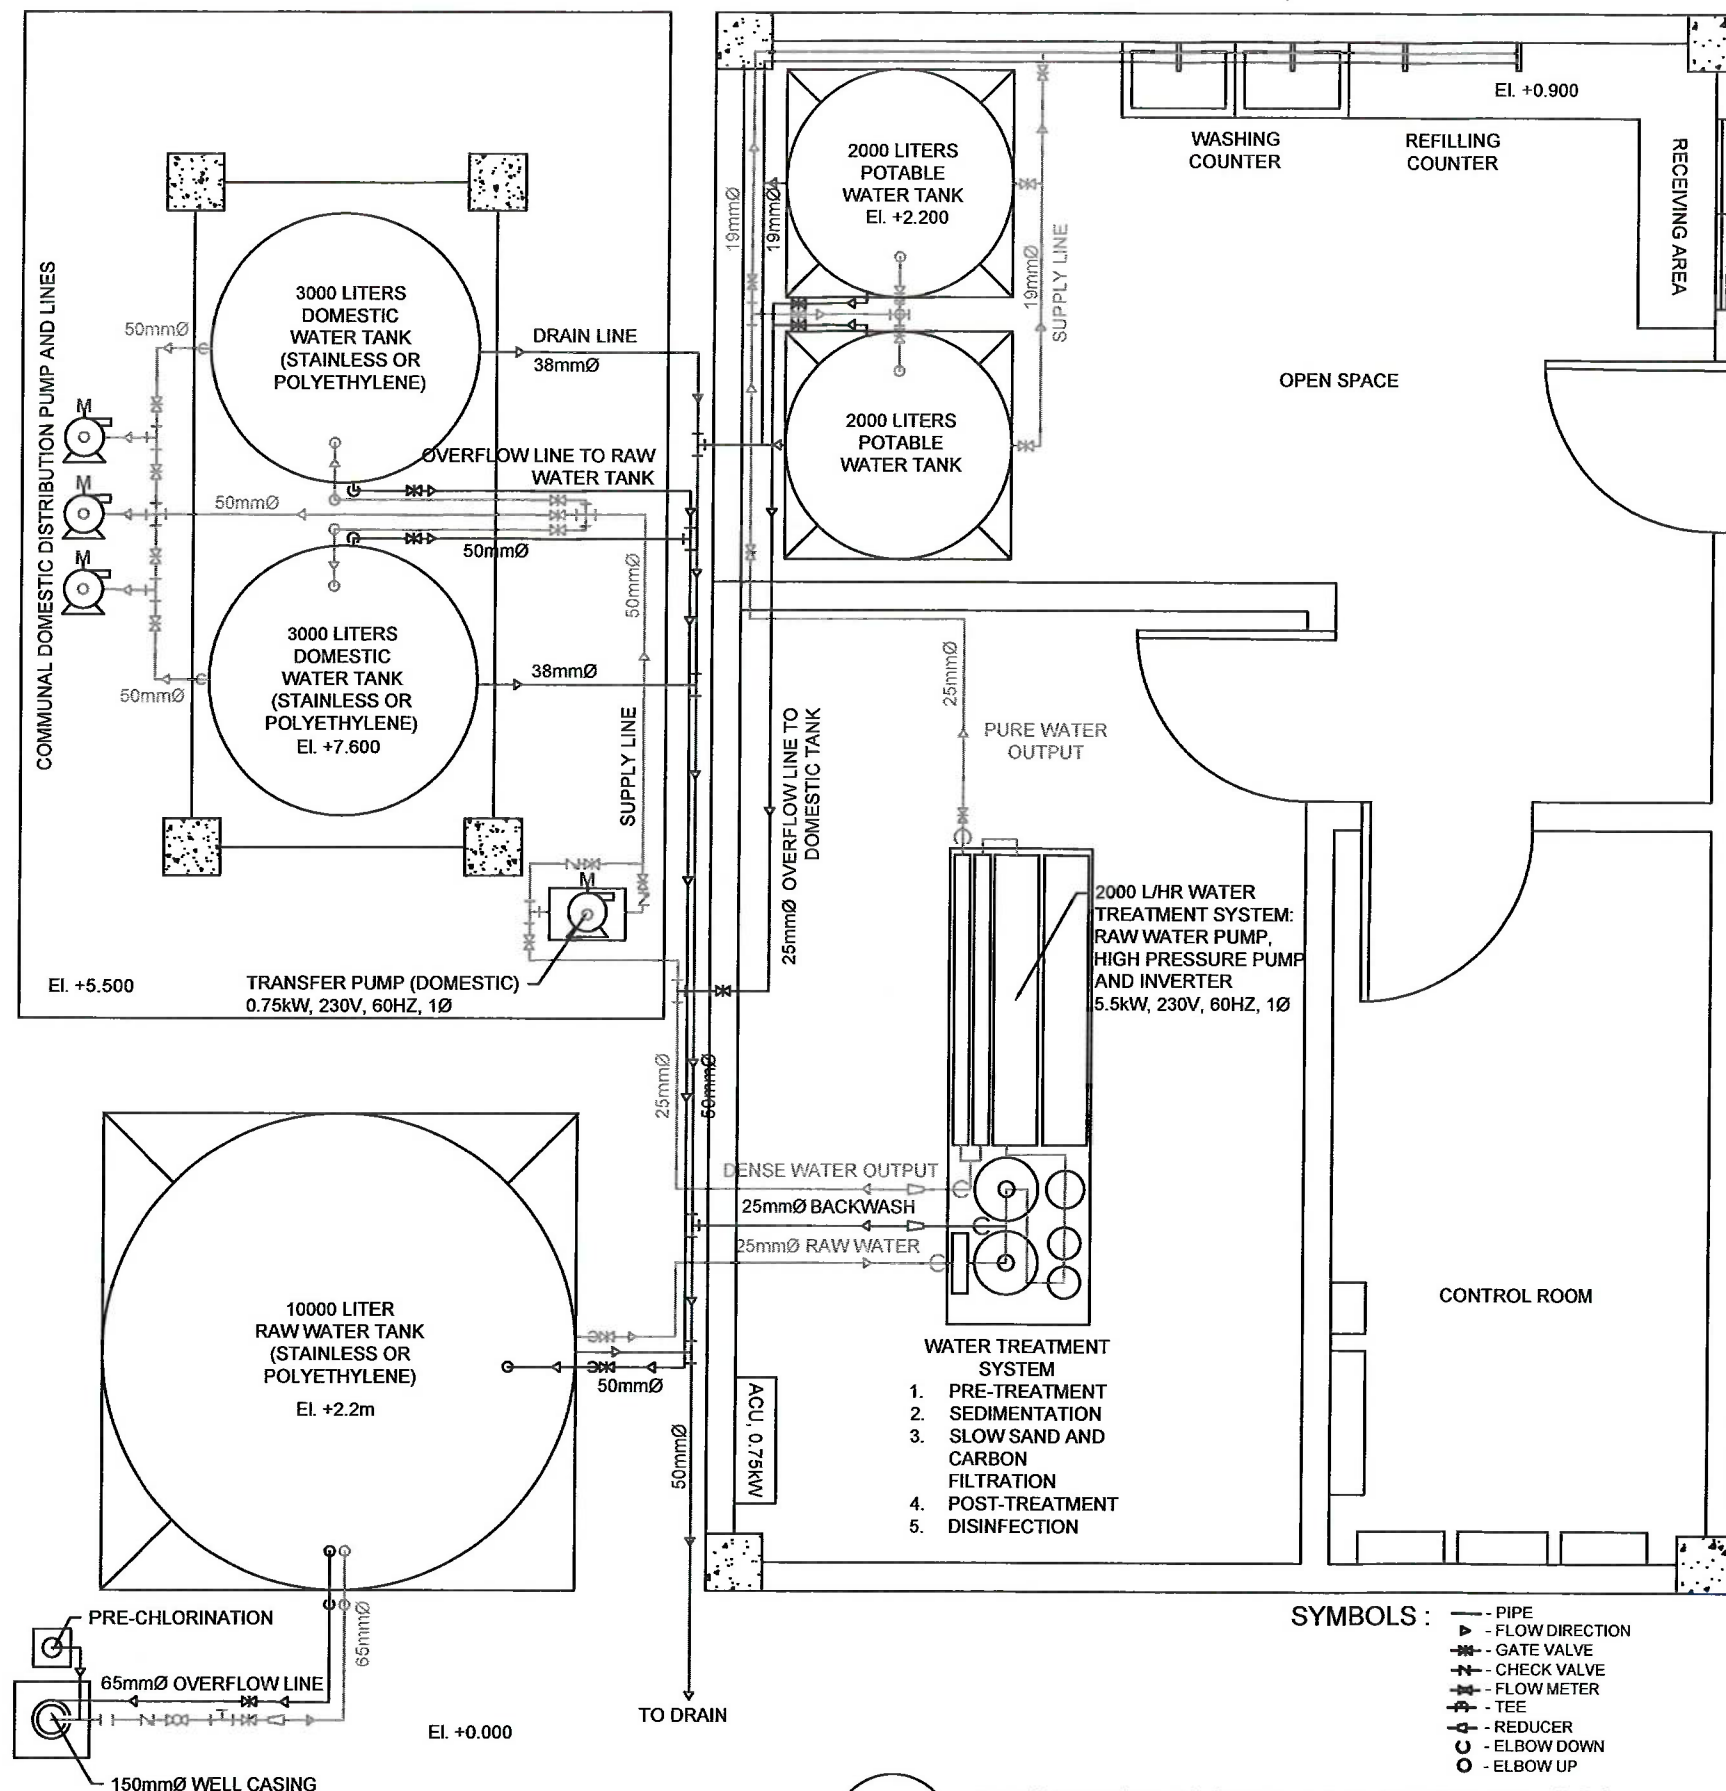 COMMUNAL DOMESTIC DISTRIBUTION PUMP AND LINES
50mmØ
M
M
M
3000 LITERS
DOMESTIC
WATER TANK
(STAINLESS OR
POLYETHYLENE)
DRAIN LINE
38mmØ
OVERFLOW LINE TO RAW
WATER TANK
50mmØ
50mmØ
50mmØ
50mmØ
3000 LITERS
DOMESTIC
WATER TANK
(STAINLESS OR
POLYETHYLENE)
El. +7.600
38mmØ
SUPPLY LINE
M
El. +5.500
TRANSFER PUMP (DOMESTIC)
0.75kW, 230V, 60HZ, 1Ø
19mmØ
19mmØ
2000 LITERS
POTABLE
WATER TANK
El. +2.200
19mmØ
SUPPLY LINE
2000 LITERS
POTABLE
WATER TANK
WASHING
COUNTER
REFILLING
COUNTER
El. +0.900
RECEIVING AREA
OPEN SPACE
25mmØ
PURE WATER
OUTPUT
25mmØ OVERFLOW LINE TO
DOMESTIC TANK
2000 L/HR WATER
TREATMENT SYSTEM:
RAW WATER PUMP,
HIGH PRESSURE PUMP
AND INVERTER
5.5kW, 230V, 60HZ, 1Ø
25mmØ
50mmØ
DENSE WATER OUTPUT
25mmØ BACKWASH
25mmØ RAW WATER
10000 LITER
RAW WATER TANK
(STAINLESS OR
POLYETHYLENE)
El. +2.2m
50mmØ
50mmØ
ACU, 0.75KW
WATER TREATMENT
SYSTEM
1. PRE-TREATMENT
2. SEDIMENTATION
3. SLOW SAND AND
CARBON
FILTRATION
4. POST-TREATMENT
5. DISINFECTION
CONTROL ROOM
PRE-CHLORINATION
65mmØ
65mmØ OVERFLOW LINE
El. +0.000
150mmØ WELL CASING
TO DRAIN
SYMBOLS :
- PIPE
- FLOW DIRECTION
- GATE VALVE
- CHECK VALVE
- FLOW METER
- TEE
- REDUCER
- ELBOW DOWN
- ELBOW UP